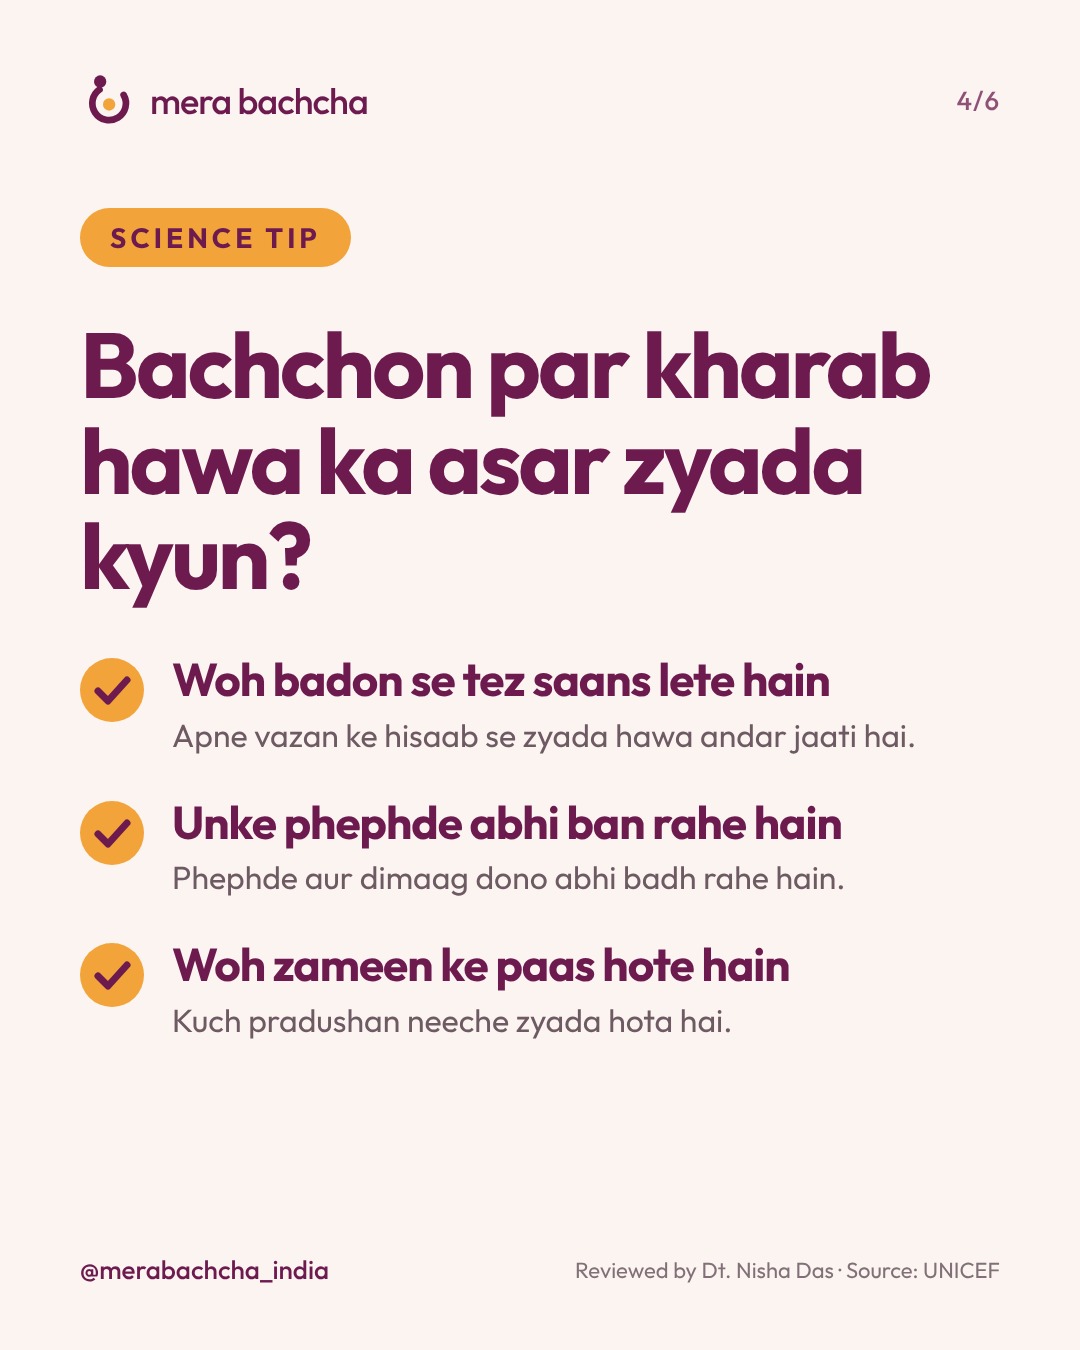 mera bachcha
4/6
SCIENCE TIP
Bachchon par kharab
hawa ka asar zyada
kyun?
Woh badon se tez saans lete hain
Apne vazan ke hisaab se zyada hawa andar jaati hai.
Unke phephde abhi ban rahe hain
Phephde aur dimaag dono abhi badh rahe hain.
Woh zameen ke paas hote hain
Kuch pradushan neeche zyada hota hai.
@merabachcha_india
Reviewed by Dt. Nisha Das · Source: UNICEF